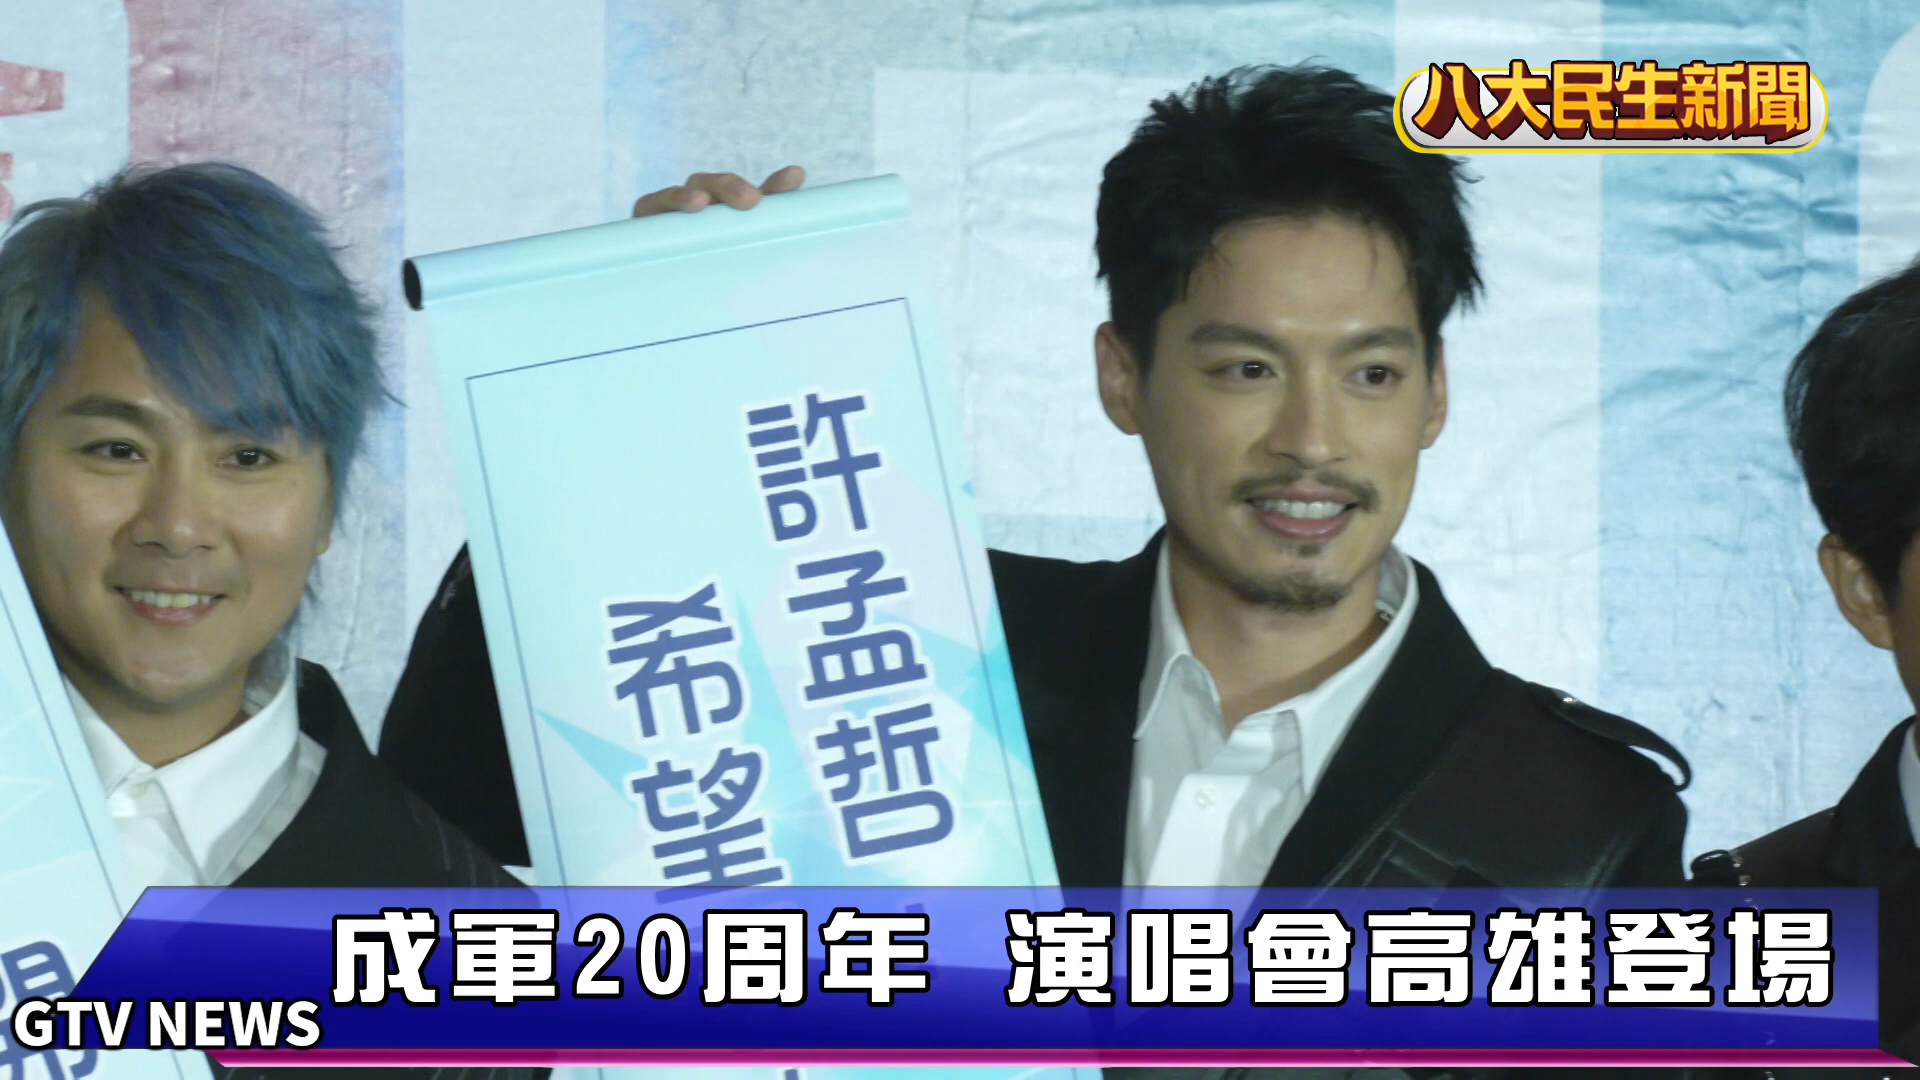 八大民生新聞
許孟哲
希望
開
成軍20周年 演唱會高雄登場
GTV NEWS